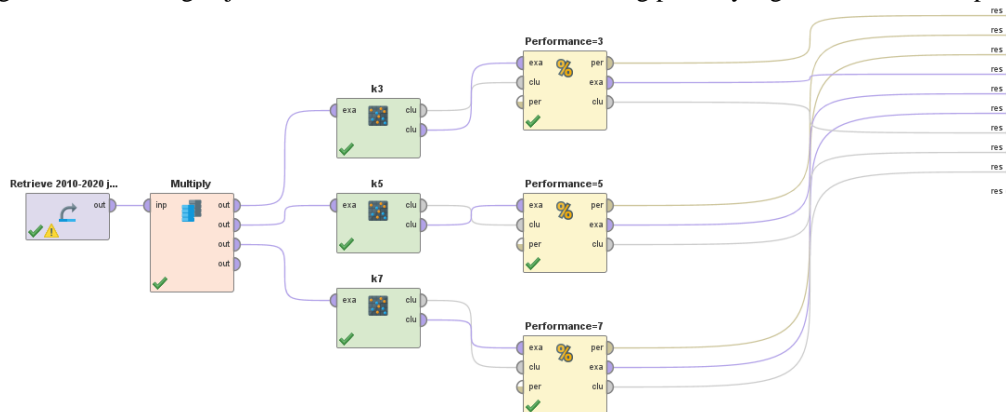 Retrieve 2010-2020 j...
out
Multiply
inp
out
out
out
out
k3
exa
clu
clu
k5
exa
clu
clu
k7
exa
clu
clu
Performance=3
exa
per
clu
exa
per
clu
Performance=5
exa
per
clu
exa
per
clu
Performance=7
exa
per
clu
exa
per
clu
res
res
res
res
res
res
res
res
res
res